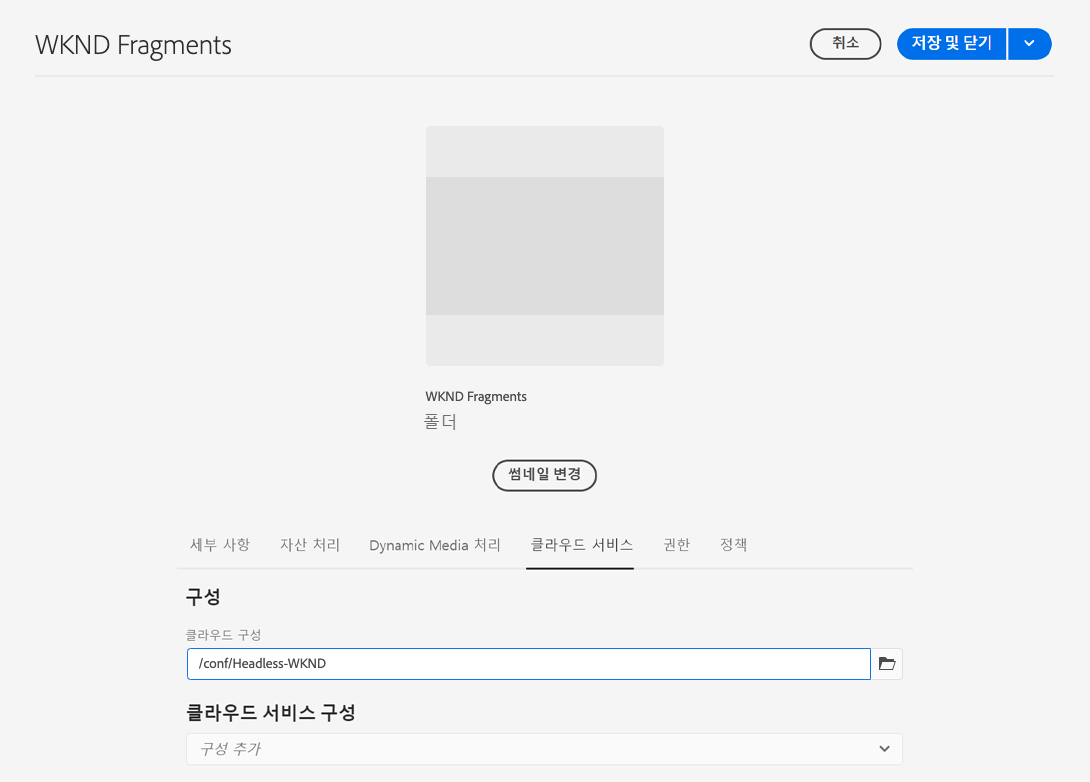 WKND Fragments
취소
저장 및 닫기
WKND Fragments
폴더
썸네일 변경
세부 사항 자산 처리 Dynamic Media 처리 클라우드 서비스 권한 정책
구성
클라우드 구성
/conf/Headless-WKND
클라우드 서비스 구성
구성 추가